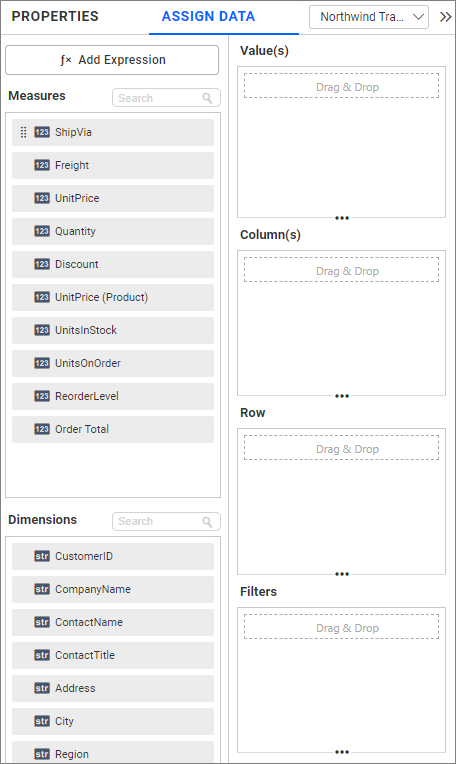 PROPERTIES
ASSIGN DATA
Northwind Tra...
ƒ× Add Expression
Measures
Search
123 ShipVia
123 Freight
123 UnitPrice
123 Quantity
123 Discount
123 UnitPrice (Product)
123 UnitsInStock
123 UnitsOnOrder
123 ReorderLevel
123 Order Total
Dimensions
Search
str CustomerID
str CompanyName
str ContactName
str ContactTitle
str Address
str City
str Region
Value(s)
Drag & Drop
Column(s)
Drag & Drop
Row
Drag & Drop
Filters
Drag & Drop